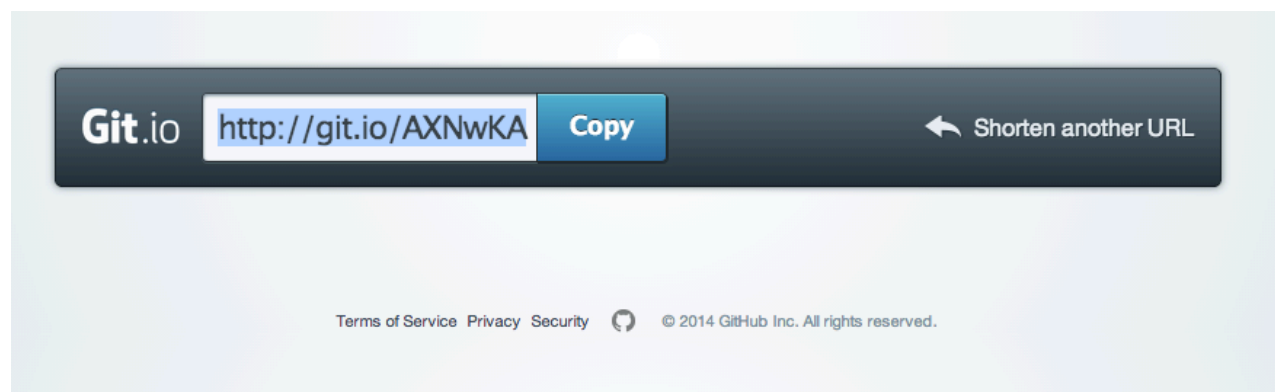 Git.io http://git.io/AXNwKA Copy Shorten another URL
Terms of Service Privacy Security © 2014 GitHub Inc. All rights reserved.